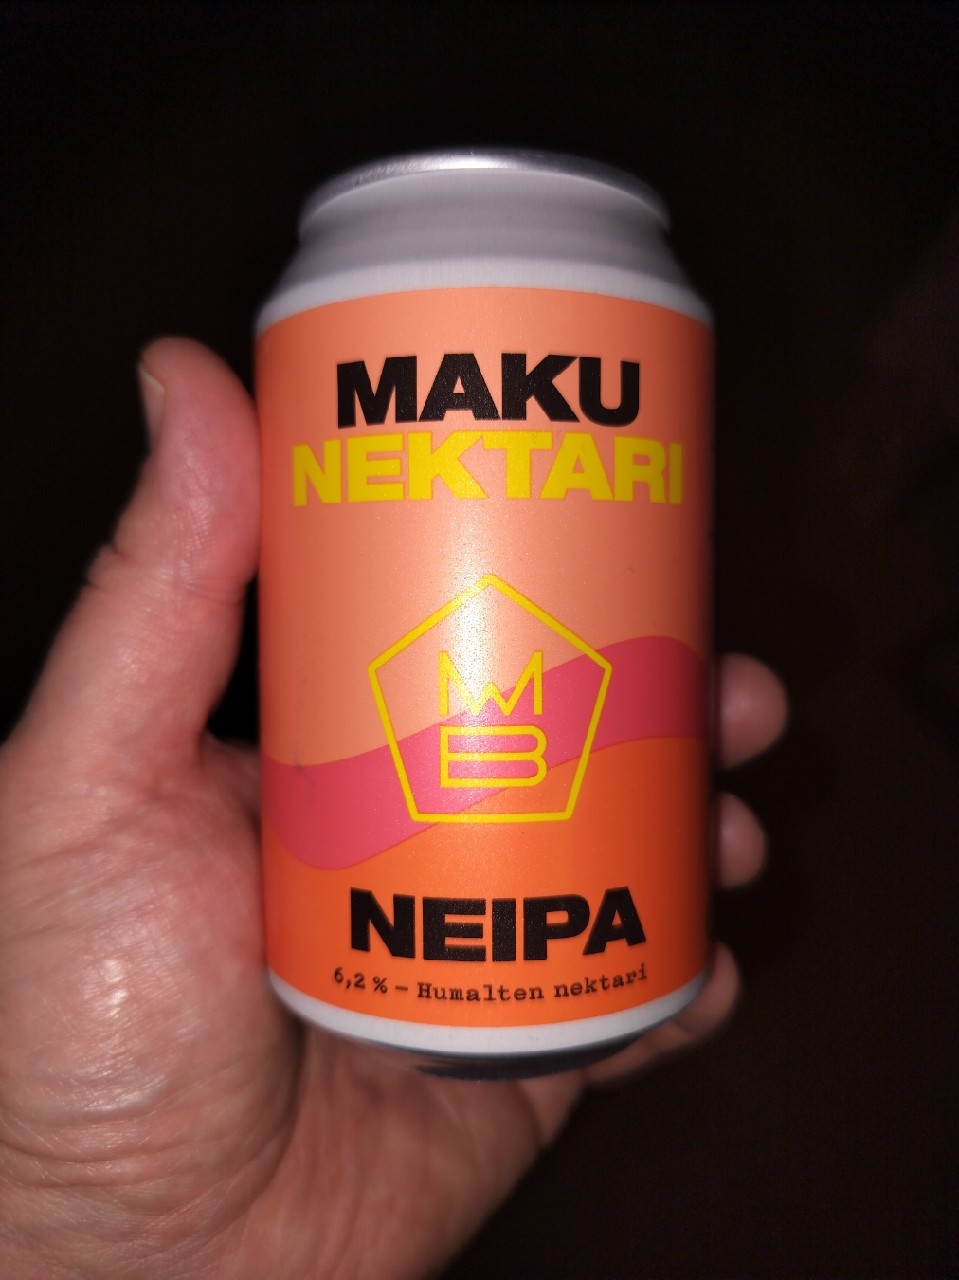 MAKU
NEKTARI
M
B
NEIPA
6,2 % – Humalten nektari